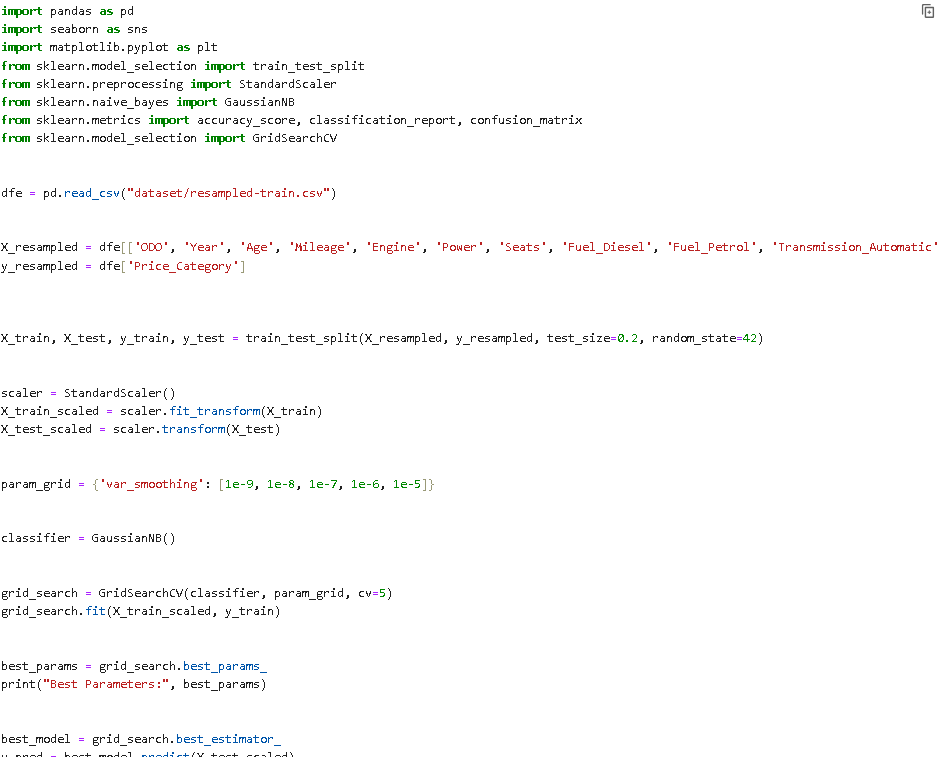 import pandas as pd
import seaborn as sns
import matplotlib.pyplot as plt
from sklearn.model_selection import train_test_split
from sklearn.preprocessing import StandardScaler
from sklearn.naive_bayes import GaussianNB
from sklearn.metrics import accuracy_score, classification_report, confusion_matrix
from sklearn.model_selection import GridSearchCV
dfe = pd.read_csv("dataset/resampled-train.csv")
X_resampled = dfe[['ODO', 'Year', 'Age', 'Mileage', 'Engine', 'Power', 'Seats', 'Fuel_Diesel', 'Fuel_Petrol', 'Transmission_Automatic'
y_resampled = dfe['Price_Category']
X_train, X_test, y_train, y_test = train_test_split(X_resampled, y_resampled, test_size=0.2, random_state=42)
scaler = StandardScaler()
X_train_scaled = scaler.fit_transform(X_train)
X_test_scaled = scaler.transform(X_test)
param_grid = {'var_smoothing': [1e-9, 1e-8, 1e-7, 1e-6, 1e-5]}
classifier = GaussianNB()
grid_search = GridSearchCV(classifier, param_grid, cv=5)
grid_search.fit(X_train_scaled, y_train)
best_params = grid_search.best_params_
print("Best Parameters:", best_params)
best_model = grid_search.best_estimator_
y_pred = best_model.predict(X_test_scaled)